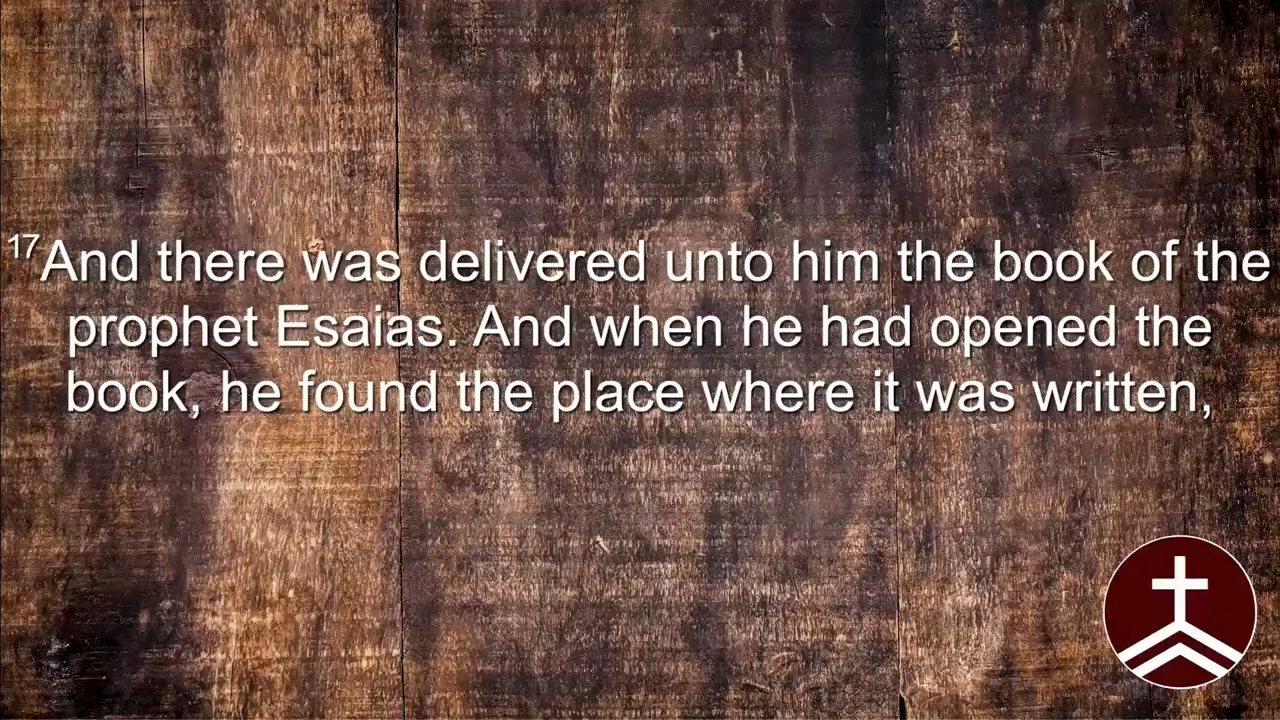 17And there was delivered unto him the book of the
prophet Esaias. And when he had opened the
book, he found the place where it was written,